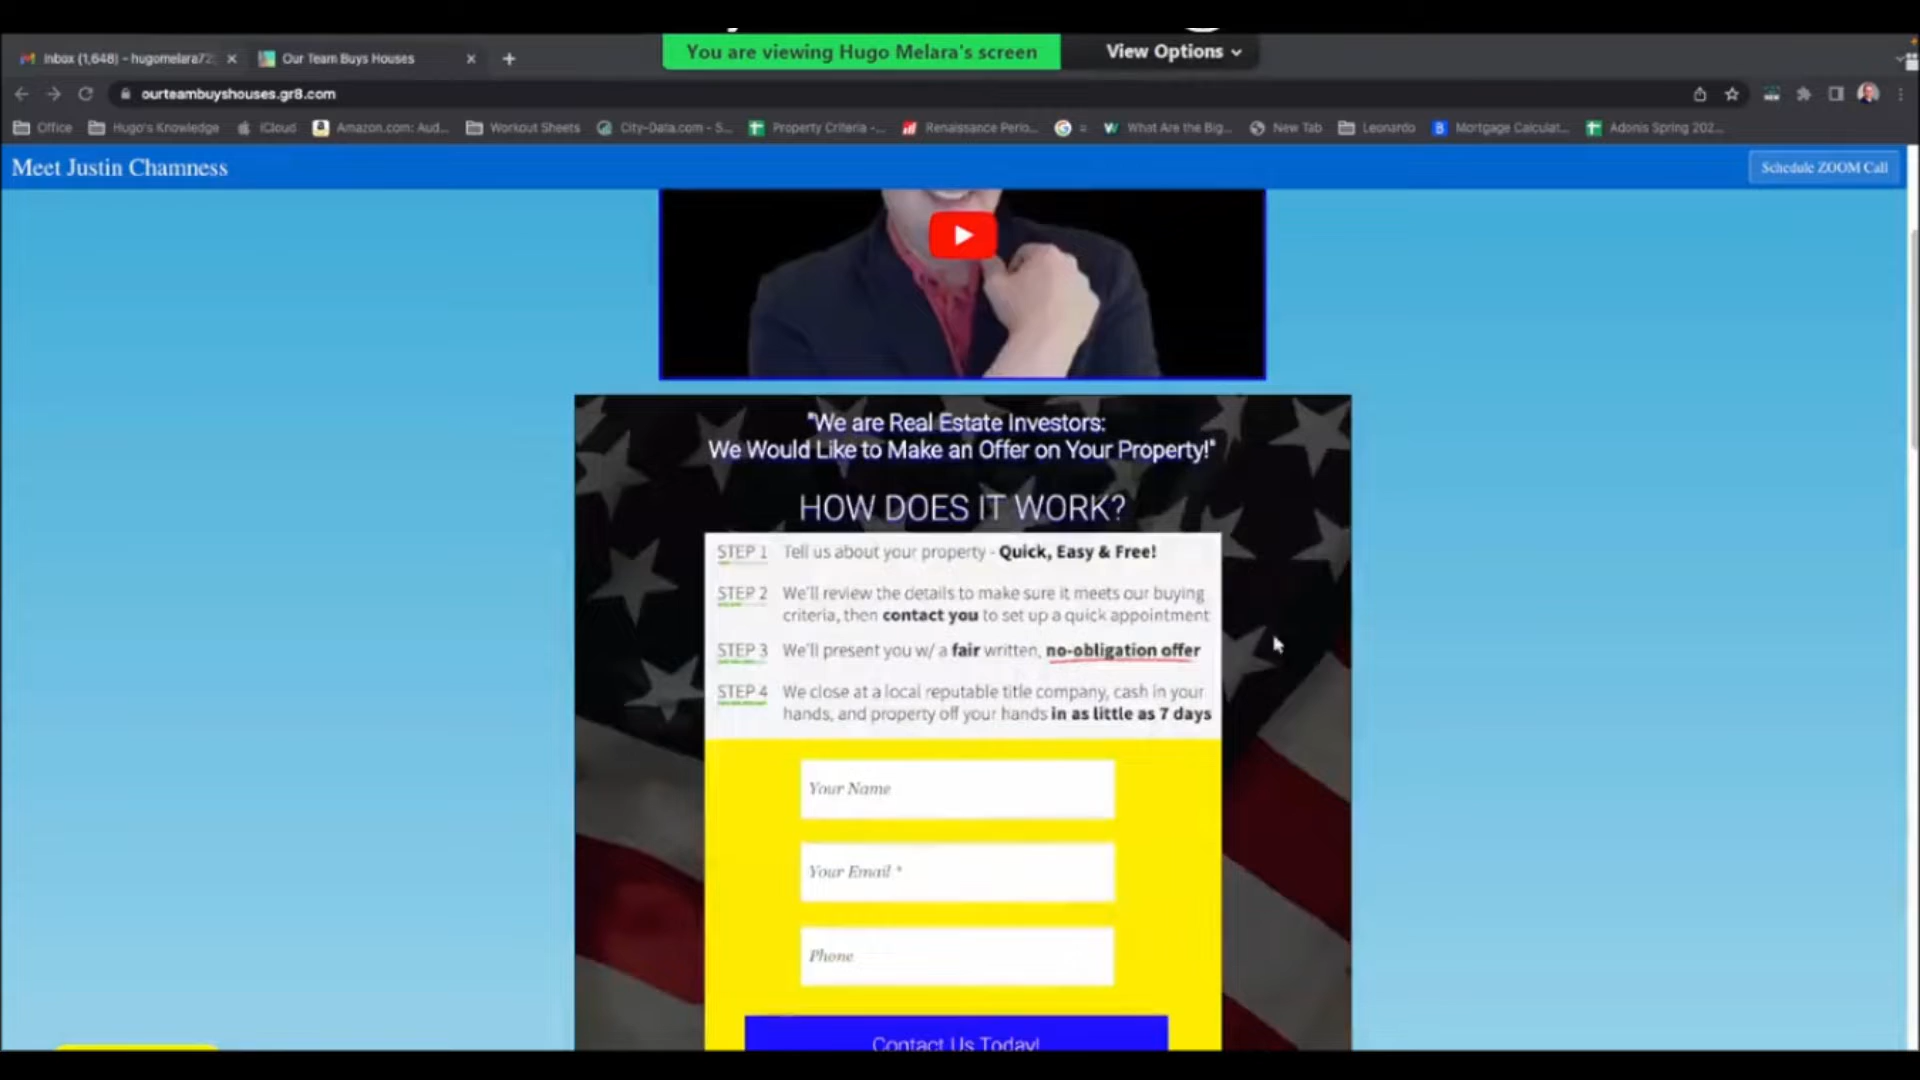 You are viewing Hugo Melara's screen
View Options
Inbox (1,648) - hugomelara72
Our Team Buys Houses
ourteambuyshouses.gr8.com
Office
Hugo's Knowledge
iCloud
Amazon.com: Aud...
Workout Sheets
City-Data.com - S...
Property Criteria -...
Renaissance Perio...
=
What Are the Big...
New Tab
Leonardo
Mortgage Calculat...
Adonis Spring 202...
Meet Justin Chamness
Schedule ZOOM Call
"We are Real Estate Investors:
We Would Like to Make an Offer on Your Property!"
HOW DOES IT WORK?
STEP 1 Tell us about your property - Quick, Easy & Free!
STEP 2 We'll review the details to make sure it meets our buying
criteria, then contact you to set up a quick appointment
STEP 3 We'll present you w/ a fair written, no-obligation offer
STEP 4 We close at a local reputable title company, cash in your
hands, and property off your hands in as little as 7 days
Your Name
Your Email *
Phone
Contact Us Today!